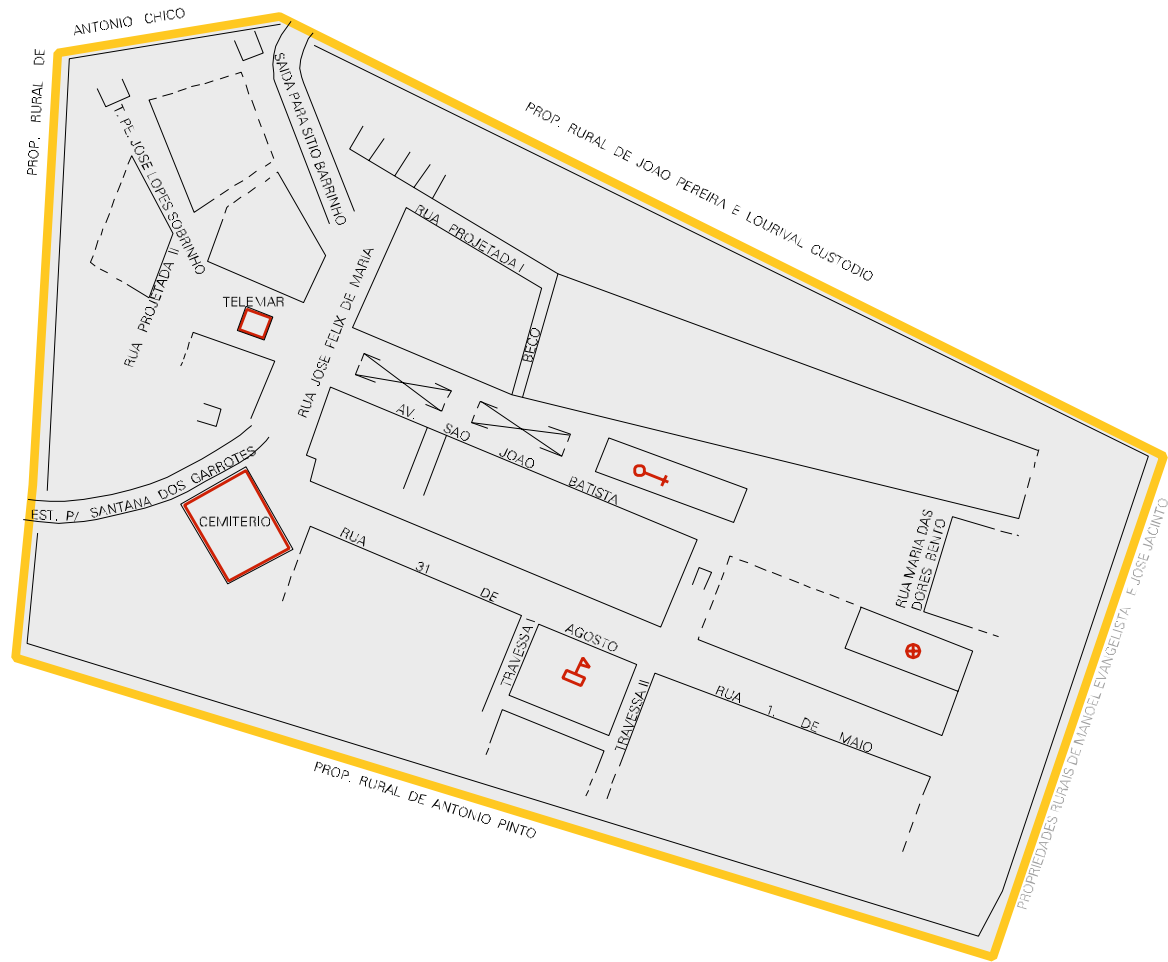 ANTONIO CHICO
PROP. RURAL DE
SAIDA PARA SITIO BARRINHO
T. PE. JOSE LOPES SOBRINHO
PROP. RURAL DE JOAO PEREIRA E LOURIVAL CUSTODIO
RUA PROJETADA I
RUA PROJETADA II
TELEMAR
RUA JOSE FELIX DE MARIA
BECO
AV. SAO JOAO BATISTA
EST. P/ SANTANA DOS GARROTES
CEMITERIO
RUA 31 DE AGOSTO
RUA MARIA DAS
DORES BENTO
TRAVESSA I
TRAVESSA II
RUA 1. DE MAIO
PROP. RURAL DE ANTONIO PINTO
PROPRIEDADES RURAIS DE MANOEL EVANGELISTA E JOSE JACINTO